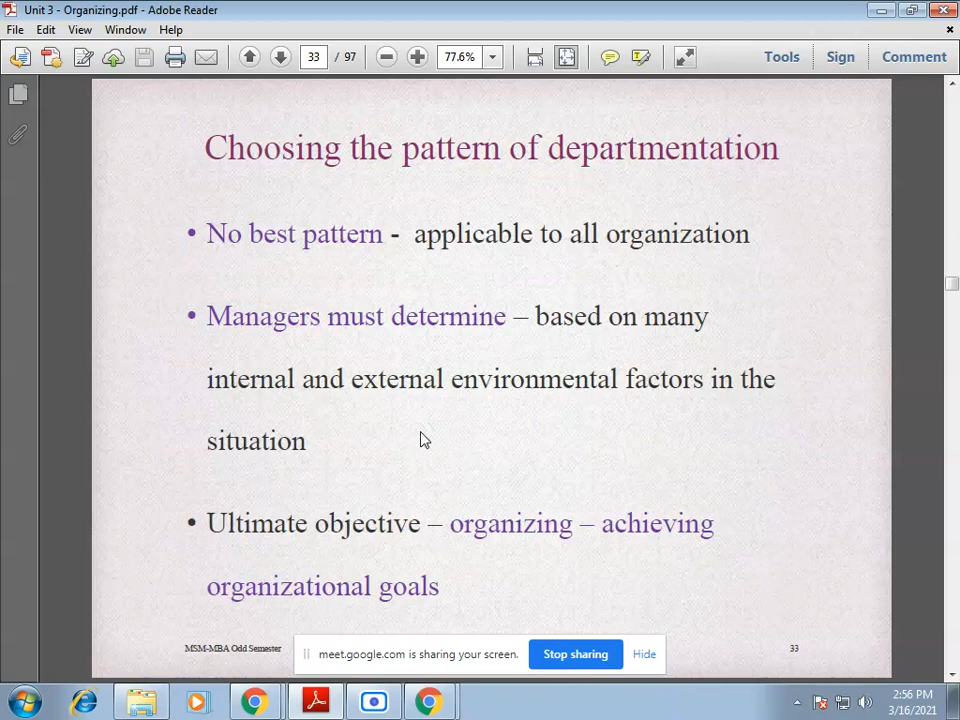 Unit 3 - Organizing.pdf - Adobe Reader
File Edit View Window Help
33 / 97 77.6% Tools Sign Comment
Choosing the pattern of departmentation
• No best pattern - applicable to all organization
• Managers must determine – based on many
internal and external environmental factors in the
situation
• Ultimate objective – organizing – achieving
organizational goals
MSM-MBA Odd Semester 33
meet.google.com is sharing your screen. Stop sharing Hide
2:56 PM
3/16/2021